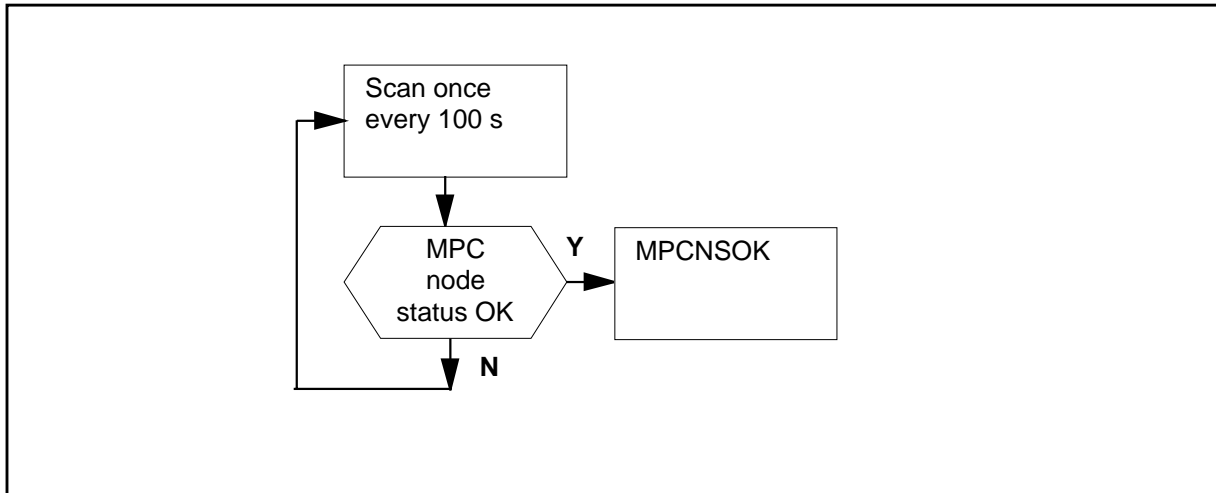 Scan once
every 100 s
MPC
node
status OK
Y
MPCNSOK
N